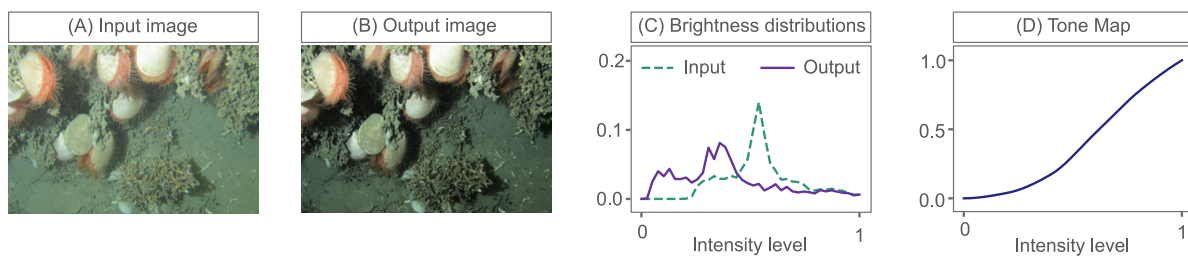 (A) Input image
(B) Output image
(C) Brightness distributions
(D) Tone Map
0.2
0.1
0.0
Input
Output
0
1
Intensity level
1.0
0.5
0.0
0
1
Intensity level